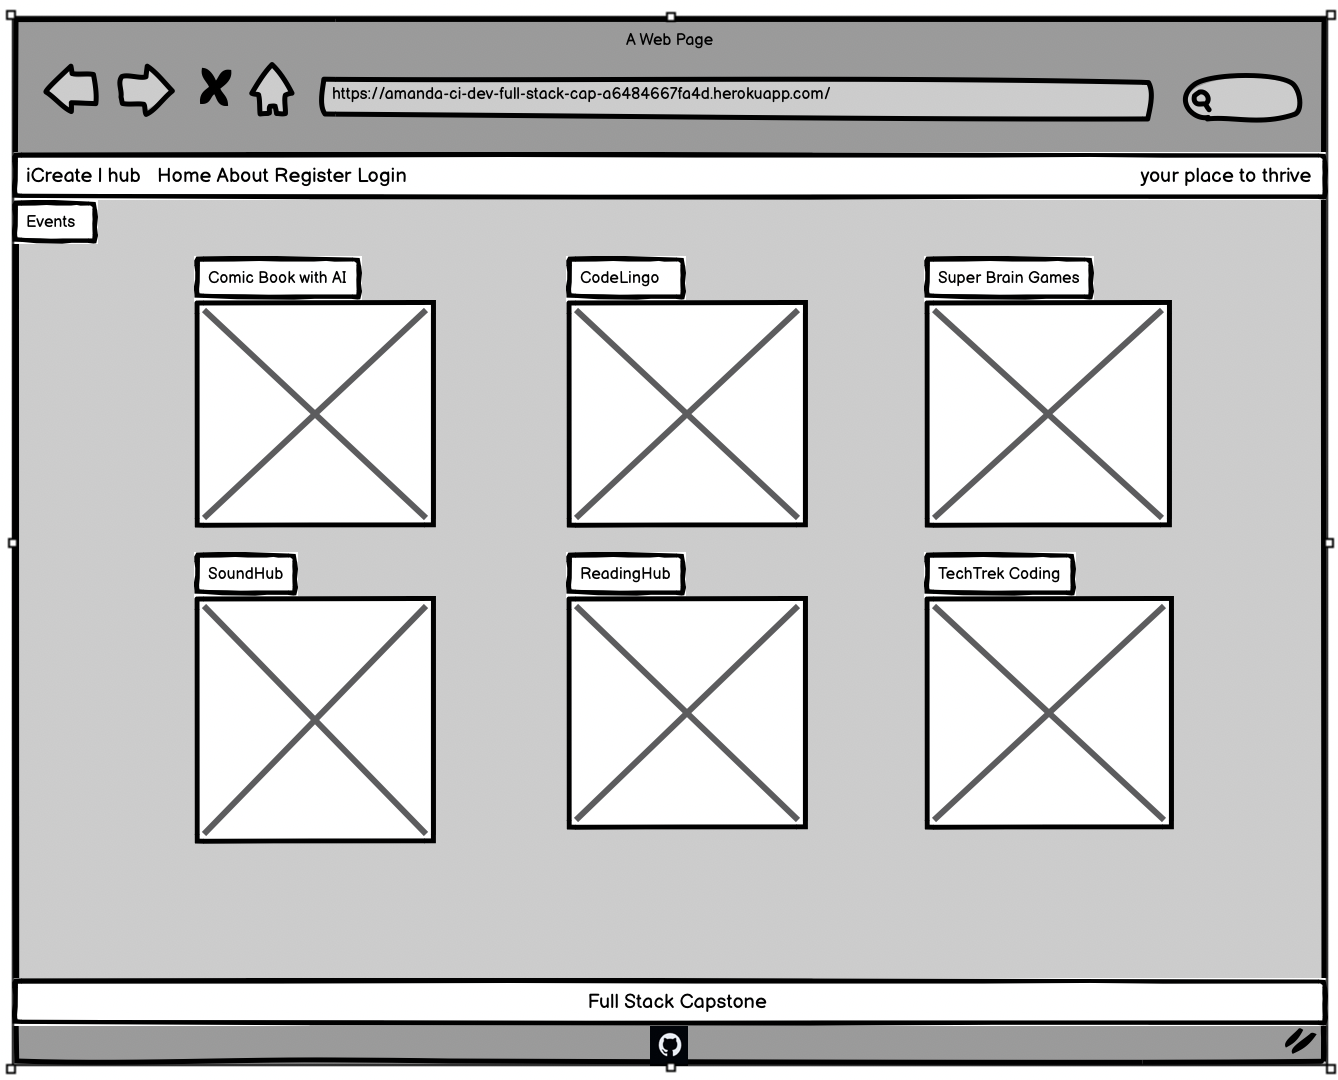 A Web Page
https://amanda-ci-dev-full-stack-cap-a6484667fa4d.herokuapp.com/
iCreate I hub Home About Register Login your place to thrive
Events
Comic Book with AI CodeLingo Super Brain Games
SoundHub ReadingHub TechTrek Coding
Full Stack Capstone